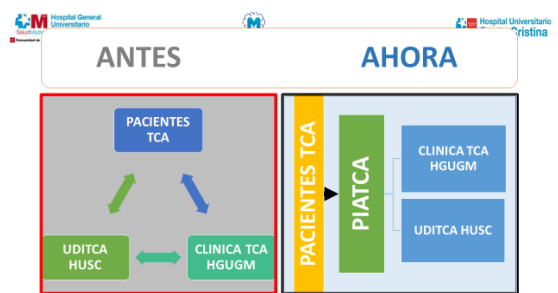 Hospital General
Universitario
SaludMadrid
Hospital Universitario
Cristina
ANTES
AHORA
PACIENTES
TCA
UDITCA
HUSC
CLINICA TCA
HGUGM
PACIENTES TCA
PIATCA
CLINICA TCA
HGUGM
UDITCA HUSC